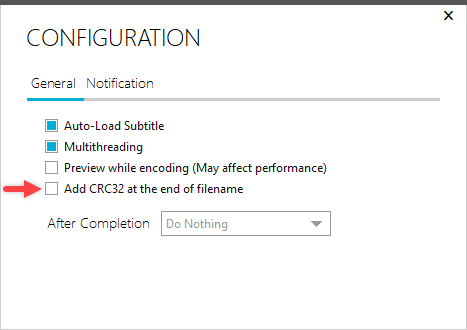 CONFIGURATION
General Notification
Auto-Load Subtitle
Multithreading
Preview while encoding (May affect performance)
Add CRC32 at the end of filename
After Completion Do Nothing